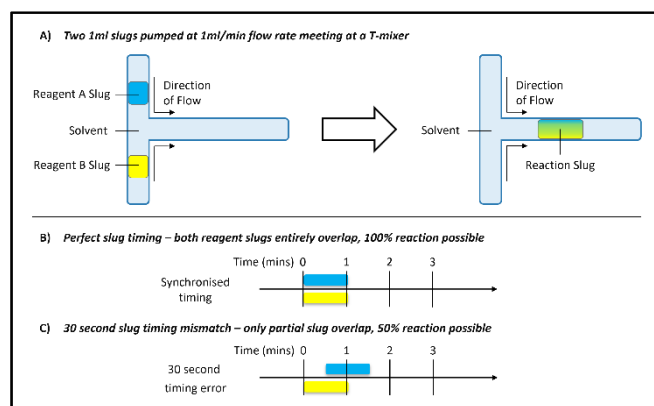 A) Two 1ml slugs pumped at 1ml/min flow rate meeting at a T-mixer
Reagent A Slug
Direction
of Flow
Solvent
Reagent B Slug
Direction
of Flow
Solvent
Reaction Slug
B) Perfect slug timing – both reagent slugs entirely overlap, 100% reaction possible
Time (mins) 0 1 2 3
Synchronised
timing
C) 30 second slug timing mismatch – only partial slug overlap, 50% reaction possible
Time (mins) 0 1 2 3
30 second
timing error